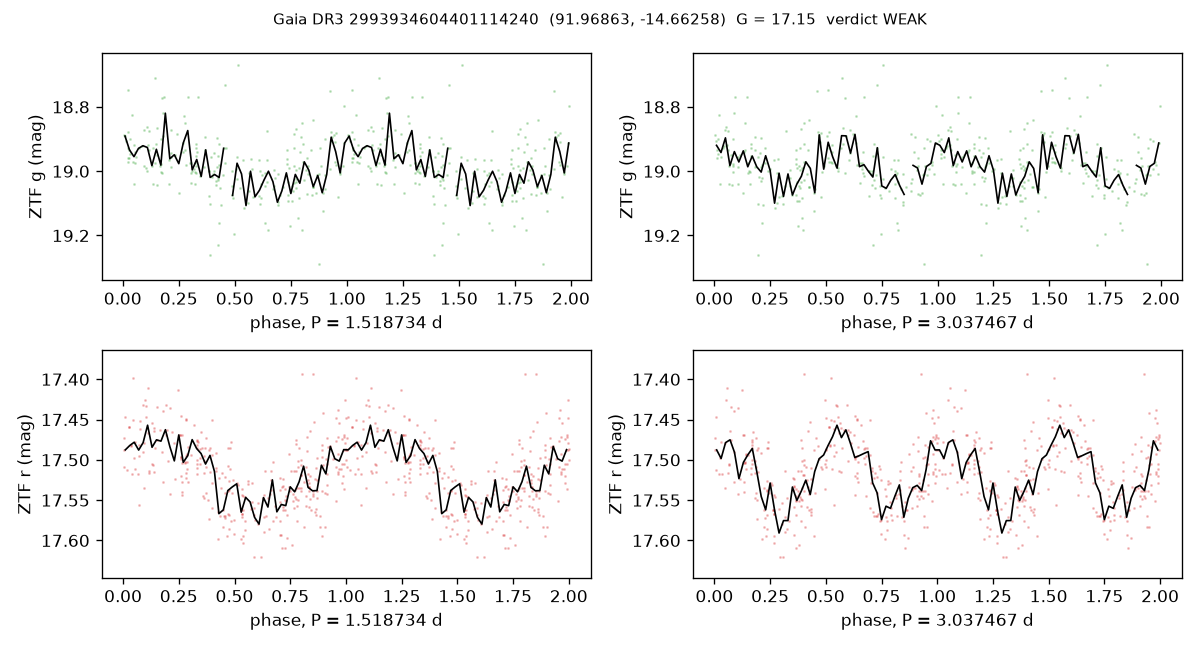 Gaia DR3 2993934604401114240 (91.96863, -14.66258) G = 17.15 verdict WEAK
ZTF g (mag)
18.8
19.0
19.2
0.00 0.25 0.50 0.75 1.00 1.25 1.50 1.75 2.00
phase, P = 1.518734 d
ZTF g (mag)
18.8
19.0
19.2
0.00 0.25 0.50 0.75 1.00 1.25 1.50 1.75 2.00
phase, P = 3.037467 d
ZTF r (mag)
17.40
17.45
17.50
17.55
17.60
0.00 0.25 0.50 0.75 1.00 1.25 1.50 1.75 2.00
phase, P = 1.518734 d
ZTF r (mag)
17.40
17.45
17.50
17.55
17.60
0.00 0.25 0.50 0.75 1.00 1.25 1.50 1.75 2.00
phase, P = 3.037467 d